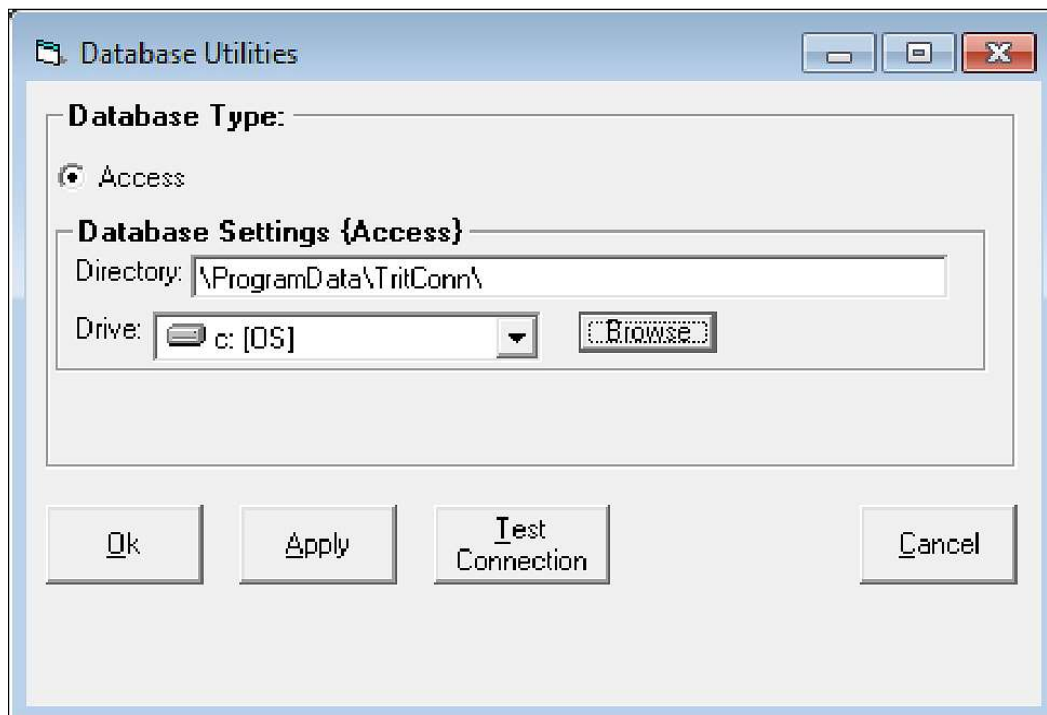 Database Utilities
Database Type:
Access
Database Settings {Access}
Directory: \ProgramData\TritConn\
Drive: c: [OS] Browse
Ok Apply Test Connection Cancel